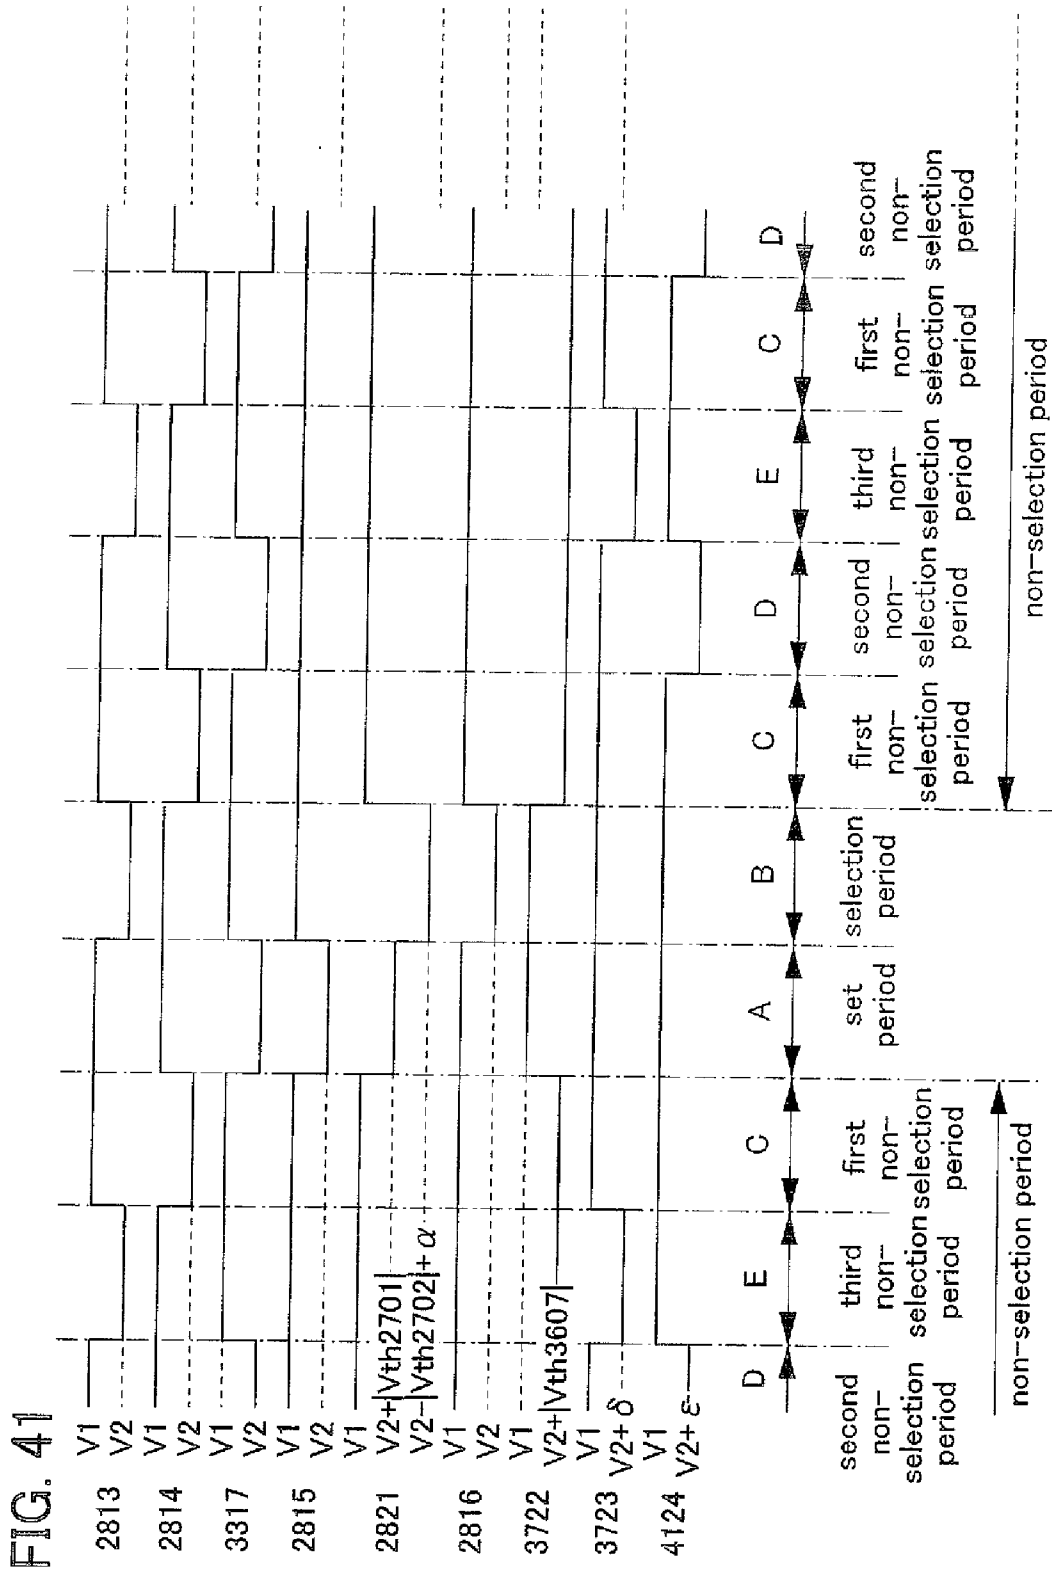 FIG. 41
2813
V1
V2
2814
V1
V2
3317
V1
V2
2815
V1
V2
2821
V1
V2+|Vth2701|
V2-|Vth2702|+α
2816
V1
V2
3722
V1
V2+|Vth3607|
3723
V1
V2+δ
4124
V1
V2+ε
D
E
C
A
B
C
D
E
C
D
second
non-
selection
period
third
non-
selection
period
first
non-
selection
period
set
period
selection
period
first
non-
selection
period
second
non-
selection
period
third
non-
selection
period
first
non-
selection
period
second
non-
selection
period
non-selection period
non-selection period